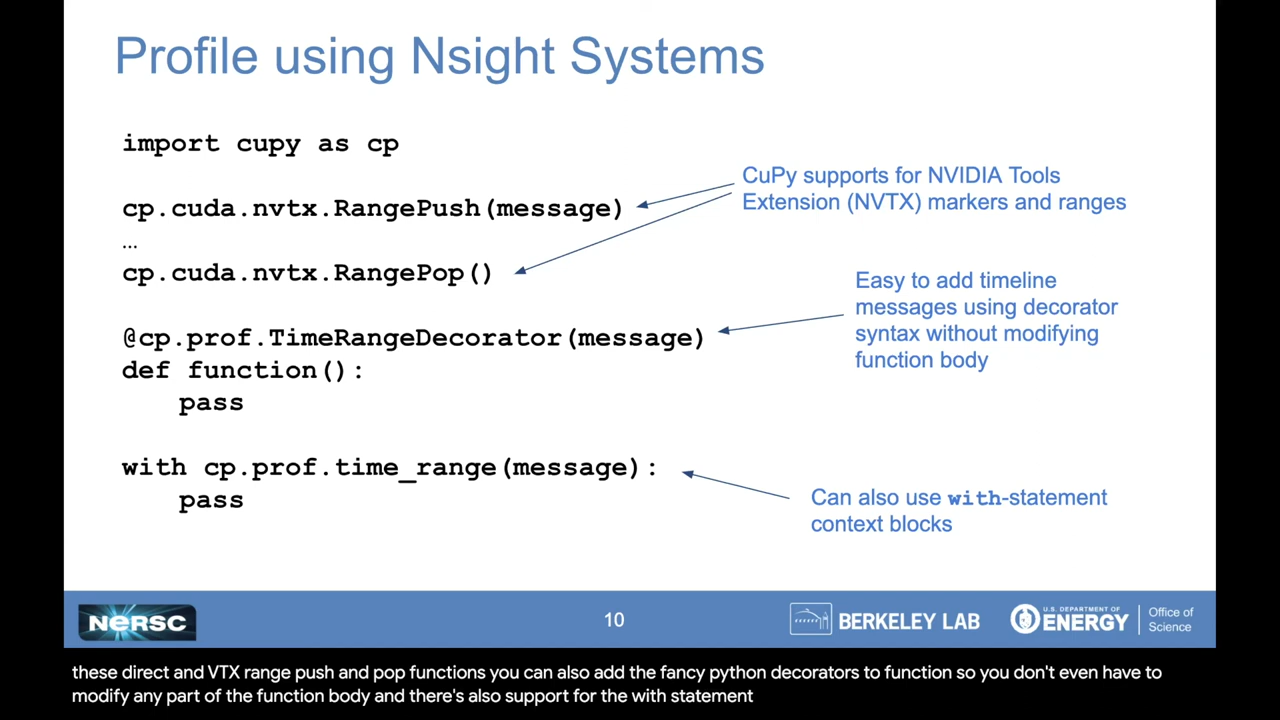 Profile using Nsight Systems
import cupy as cp
cp.cuda.nvtx.RangePush(message)
…
cp.cuda.nvtx.RangePop()
@cp.prof.TimeRangeDecorator(message)
def function():
pass
with cp.prof.time_range(message):
pass
CuPy supports for NVIDIA Tools
Extension (NVTX) markers and ranges
Easy to add timeline
messages using decorator
syntax without modifying
function body
Can also use with-statement
context blocks
NERSC
10
BERKELEY LAB
U.S. DEPARTMENT OF
ENERGY
Office of
Science
these direct and VTX range push and pop functions you can also add the fancy python decorators to function so you don't even have to
modify any part of the function body and there's also support for the with statement